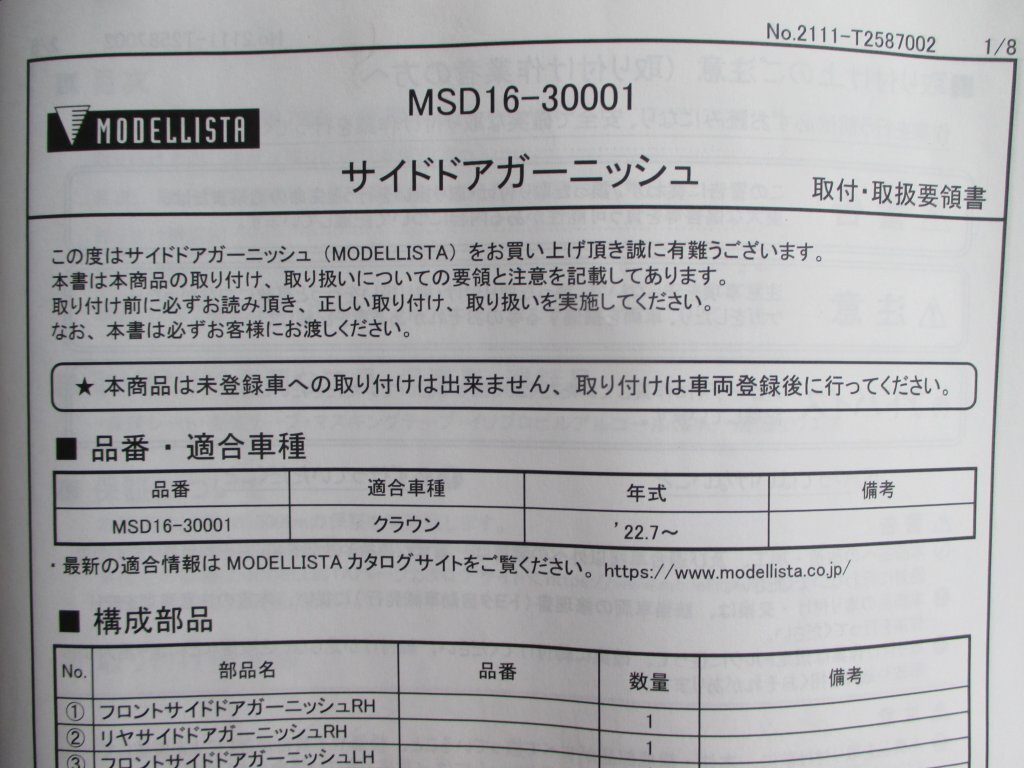 No.2111-T2587002 1/8
MODELLISTA
MSD16-30001
サイドドアガーニッシュ
取付・取扱要領書
この度はサイドドアガーニッシュ（MODELLISTA）をお買い上げ頂き誠に有難うございます。
本書は本商品の取り付け、取り扱いについての要領と注意を記載してあります。
取り付け前に必ずお読み頂き、正しい取り付け、取り扱いを実施してください。
なお、本書は必ずお客様にお渡しください。
★ 本商品は未登録車への取り付けは出来ません、取り付けは車両登録後に行ってください。
■ 品番・適合車種
品番 適合車種 年式 備考
MSD16-30001 クラウン '22.7～
・最新の適合情報は MODELLISTA カタログサイトをご覧ください。 https://www.modellista.co.jp/
■ 構成部品
No. 部品名 品番 数量 備考
① フロントサイドドアガーニッシュRH 1
② リヤサイドドアガーニッシュRH 1
③ フロントサイドドアガーニッシュLH